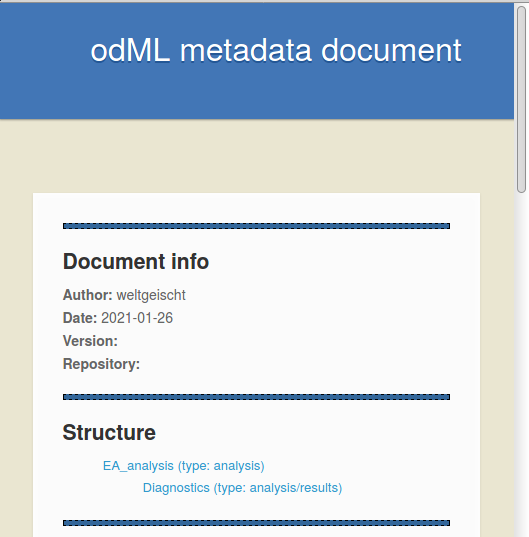 odML metadata document
Document info
Author: weltgeischt
Date: 2021-01-26
Version:
Repository:
Structure
EA_analysis (type: analysis)
Diagnostics (type: analysis/results)